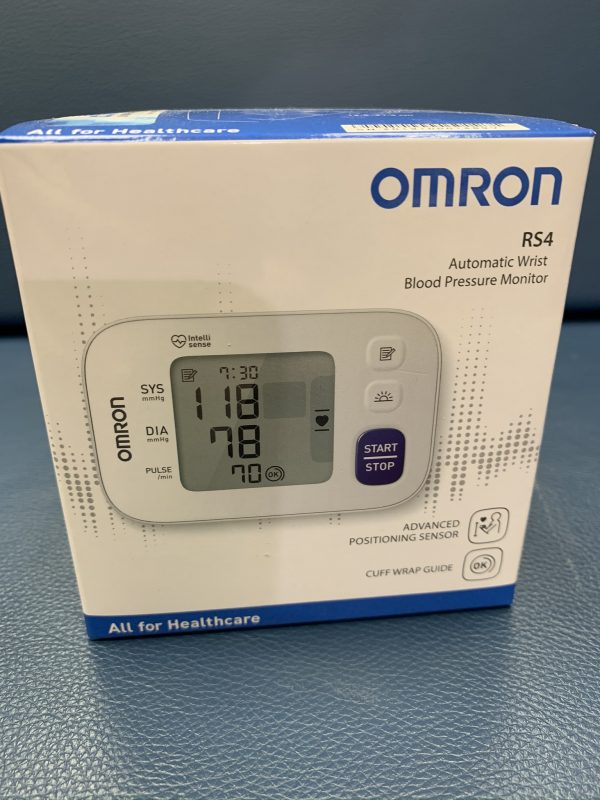 All for Healthcare
OMRON
RS4
Automatic Wrist
Blood Pressure Monitor
Intelli
sense
7:30
SYS
mmHg
118
DIA
mmHg
78
PULSE
/min
70 OK
OMRON
START
STOP
ADVANCED
POSITIONING SENSOR
CUFF WRAP GUIDE
OK
All for Healthcare